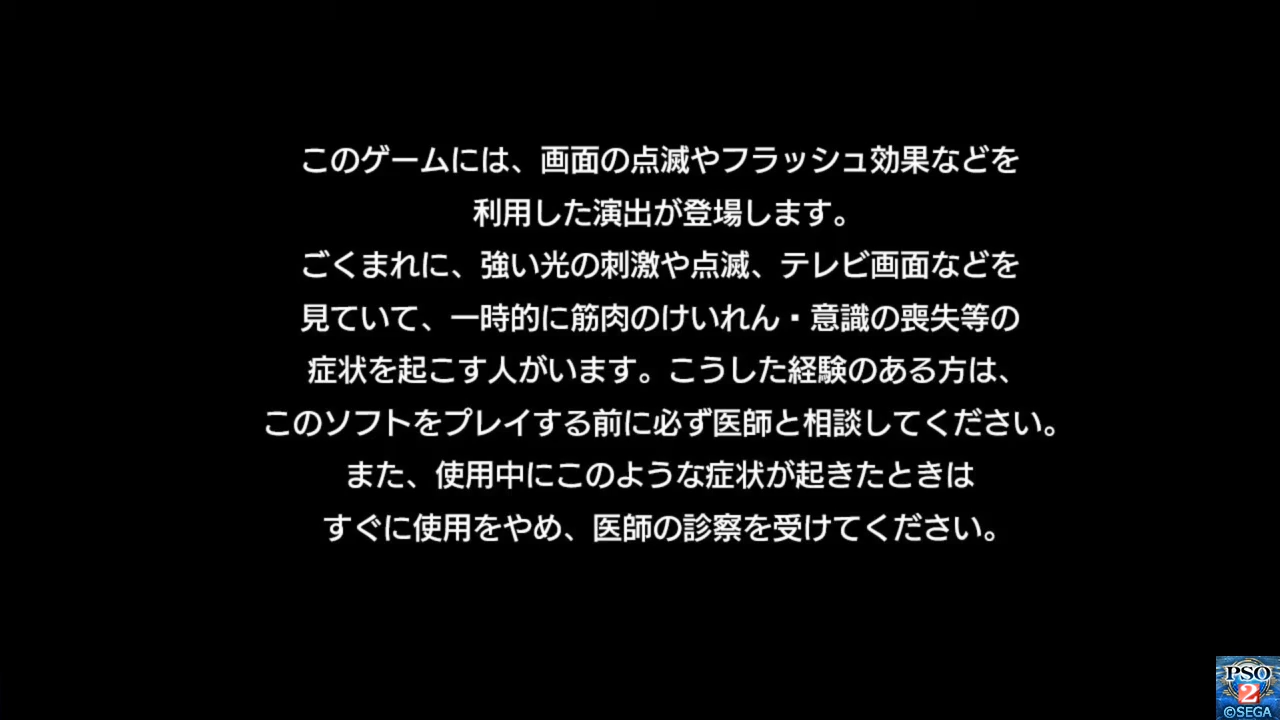 このゲームには、画面の点滅やフラッシュ効果などを
利用した演出が登場します。
ごくまれに、強い光の刺激や点滅、テレビ画面などを
見ていて、一時的に筋肉のけいれん・意識の喪失等の
症状を起こす人がいます。こうした経験のある方は、
このソフトをプレイする前に必ず医師と相談してください。
また、使用中にこのような症状が起きたときは
すぐに使用をやめ、医師の診察を受けてください。
PSO
2
©SEGA